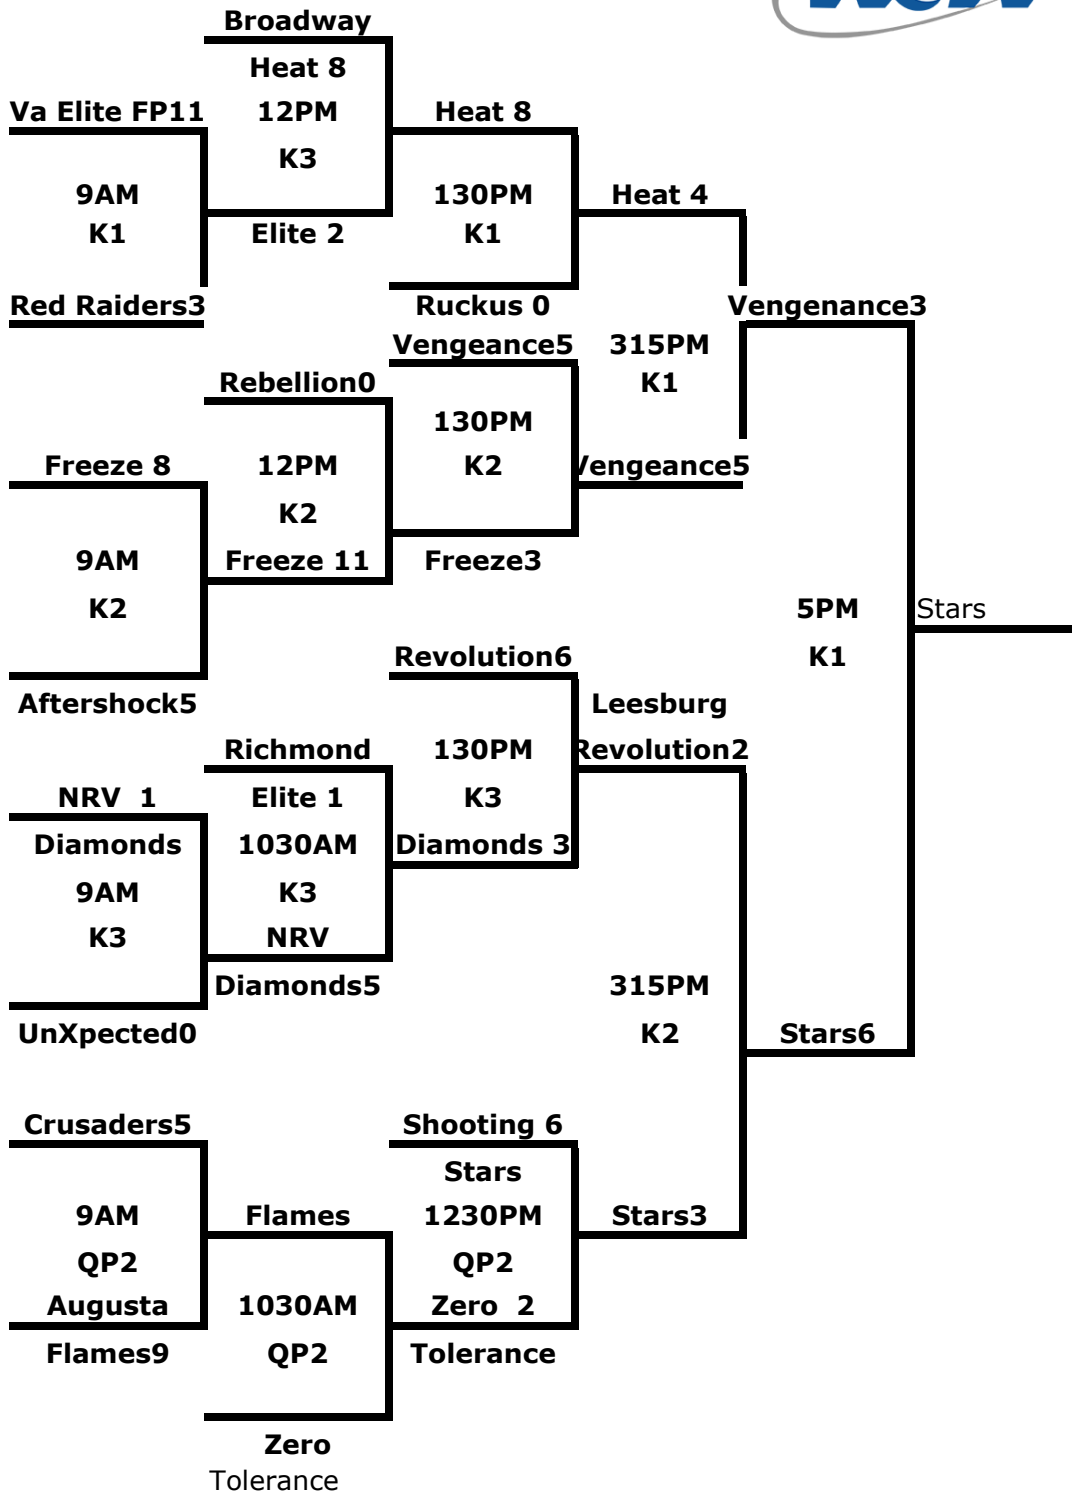 Broadway
Heat 8
Va Elite FP11
12PM
Heat 8
K3
9AM
130PM
Heat 4
K1
Elite 2
K1
Red Raiders3
Ruckus 0
Vengenance3
Vengeance5
315PM
Rebellion0
K1
130PM
Freeze 8
12PM
K2
Vengeance5
K2
9AM
Freeze 11
Freeze3
K2
5PM
Stars
Revolution6
K1
Aftershock5
Leesburg
Richmond
130PM
Revolution2
NRV 1
Elite 1
K3
Diamonds
1030AM
Diamonds 3
9AM
K3
K3
NRV
Diamonds5
315PM
UnXpected0
K2
Stars6
Crusaders5
Shooting 6
Stars
9AM
Flames
1230PM
Stars3
QP2
QP2
Augusta
1030AM
Zero 2
Flames9
QP2
Tolerance
Zero
Tolerance